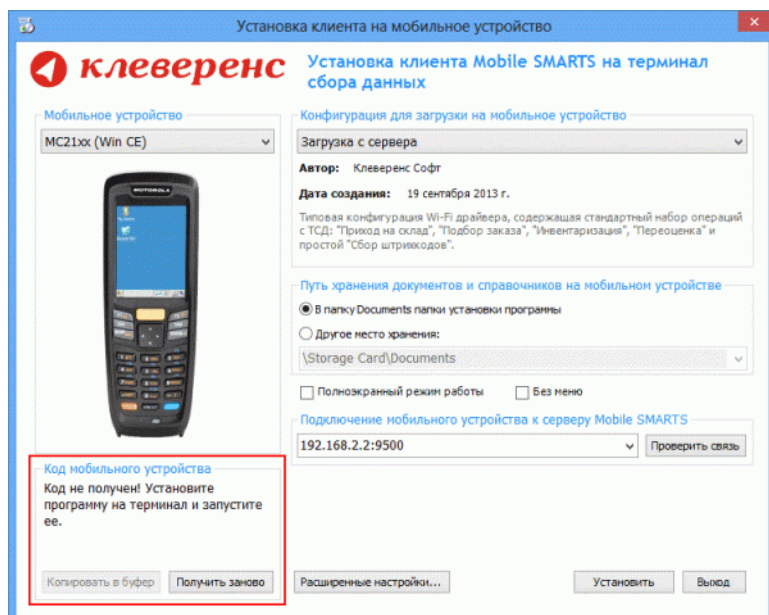 Установка клиента на мобильное устройство
клеверенс
Установка клиента Mobile SMARTS на терминал
сбора данных
Мобильное устройство
MC21xx (Win CE)
MOTOROLA
Конфигурация для загрузки на мобильное устройство
Загрузка с сервера
Автор: Клеверенс Софт
Дата создания: 19 сентября 2013 г.
Типовая конфигурация Wi-Fi драйвера, содержащая стандартный набор операций
с ТСД: "Приход на склад", "Подбор заказа", "Инвентаризация", "Переоценка" и
простой "Сбор штрихкодов".
Путь хранения документов и справочников на мобильном устройстве
В папку Documents папки установки программы
Другое место хранения:
\Storage Card\Documents
Полноэкранный режим работы
Без меню
Подключение мобильного устройства к серверу Mobile SMARTS
192.168.2.2:9500
Проверить связь
Код мобильного устройства
Код не получен! Установите
программу на терминал и запустите
ее.
Копировать в буфер
Получить заново
Расширенные настройки...
Установить
Выход